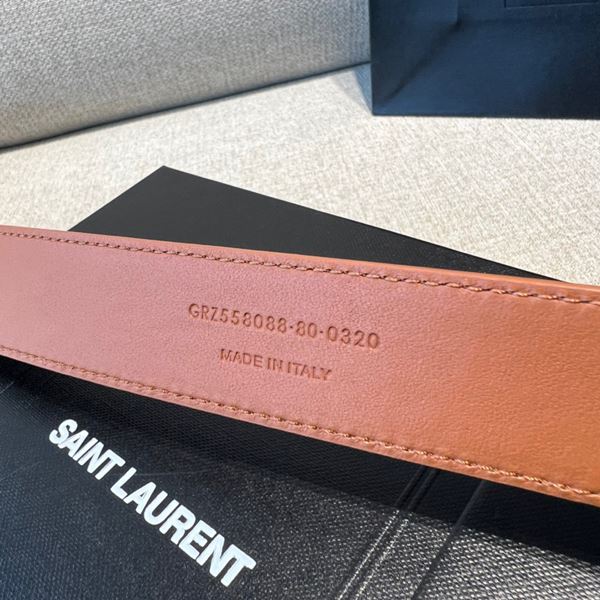 GRZ558088·80·0320
MADE IN ITALY
SAINT LAURENT